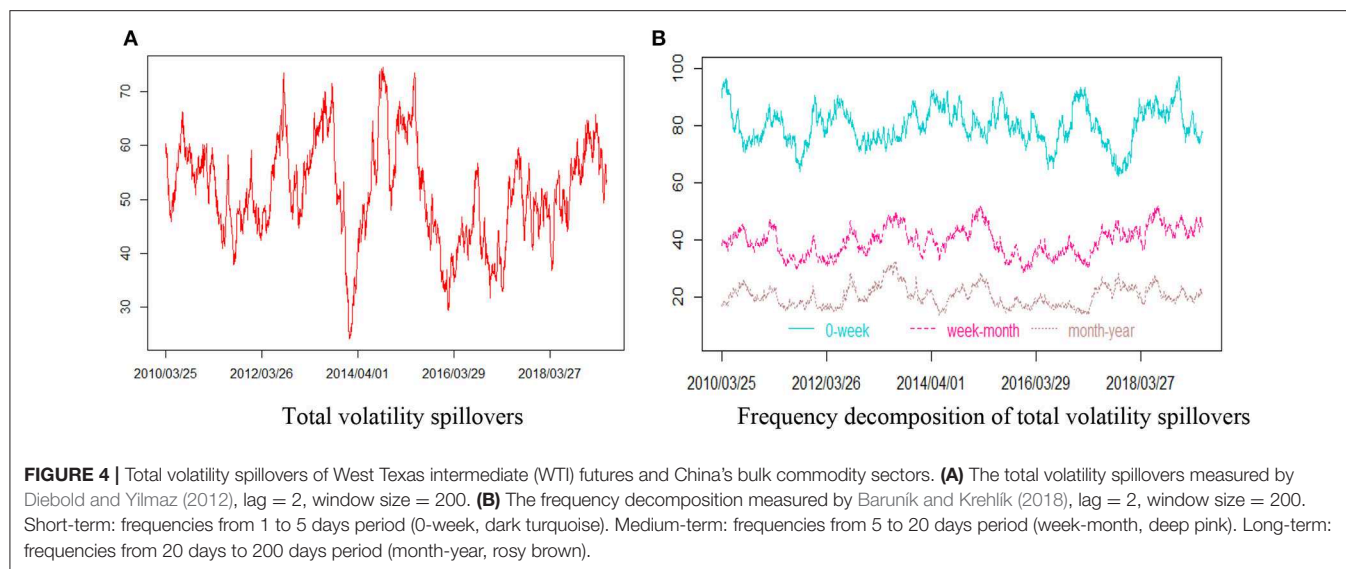 A
70
60
50
40
30
2010/03/25 2012/03/26 2014/04/01 2016/03/29 2018/03/27
Total volatility spillovers
B
100
80
60
40
20
0-week week-month month-year
2010/03/25 2012/03/26 2014/04/01 2016/03/29 2018/03/27
Frequency decomposition of total volatility spillovers
FIGURE 4 | Total volatility spillovers of West Texas intermediate (WTI) futures and China's bulk commodity sectors. (A) The total volatility spillovers measured by
Diebold and Yilmaz (2012), lag = 2, window size = 200. (B) The frequency decomposition measured by Baruník and Krehlík (2018), lag = 2, window size = 200.
Short-term: frequencies from 1 to 5 days period (0-week, dark turquoise). Medium-term: frequencies from 5 to 20 days period (week-month, deep pink). Long-term:
frequencies from 20 days to 200 days period (month-year, rosy brown).